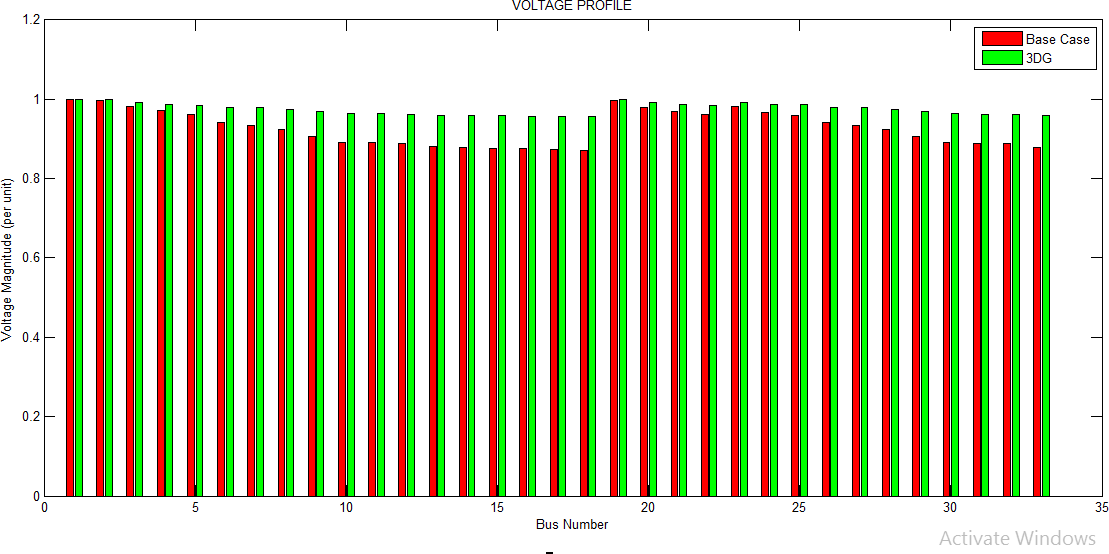 VOLTAGE PROFILE
1.2
1
0.8
0.6
0.4
0.2
0
Voltage Magnitude (per unit)
Base Case
3DG
0 5 10 15 20 25 30 35
Bus Number
Activate Windows